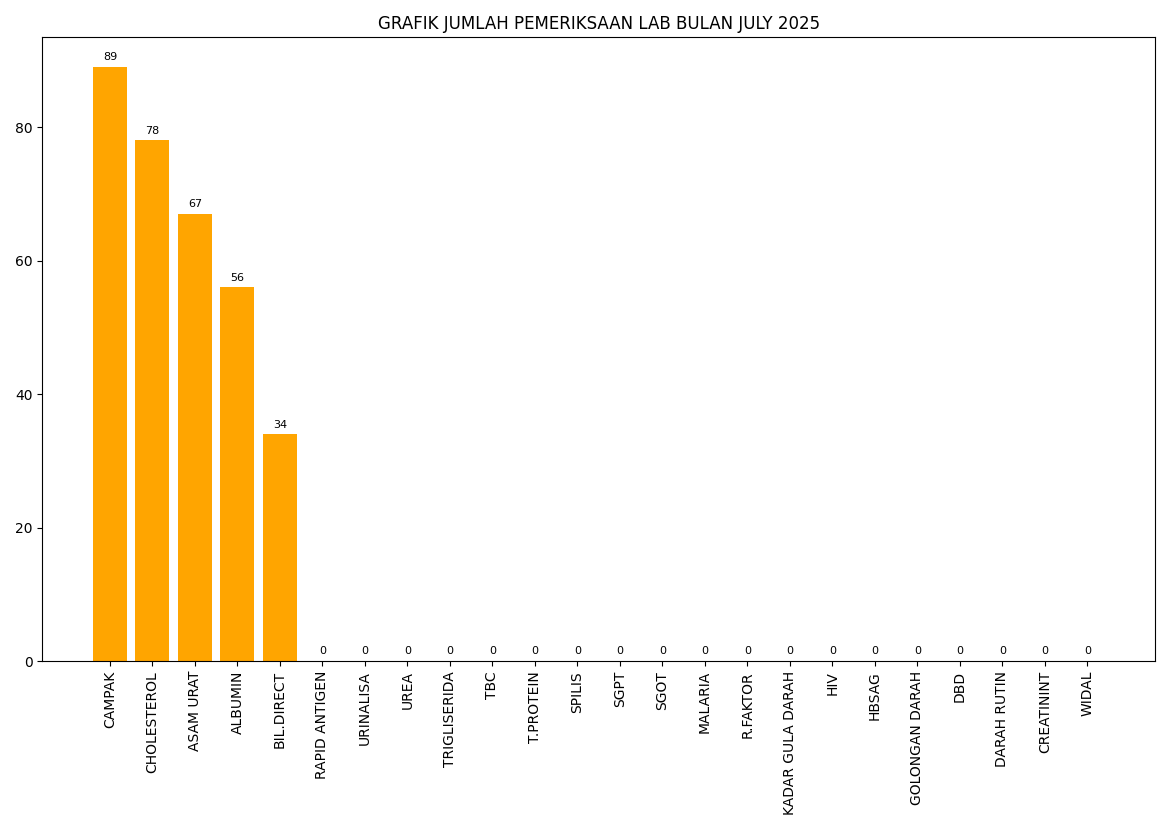 GRAFIK JUMLAH PEMERIKSAAN LAB BULAN JULY 2025
89
78
67
56
34
0 0 0 0 0 0 0 0 0 0 0 0 0 0 0 0 0 0 0
80
60
40
20
0
CAMPAK
CHOLESTEROL
ASAM URAT
ALBUMIN
BIL.DIRECT
RAPID ANTIGEN
URINALISA
UREA
TRIGLISERIDA
TBC
T.PROTEIN
SPILIS
SGPT
SGOT
MALARIA
R.FAKTOR
KADAR GULA DARAH
HIV
HBSAG
GOLONGAN DARAH
DBD
DARAH RUTIN
CREATININT
WIDAL